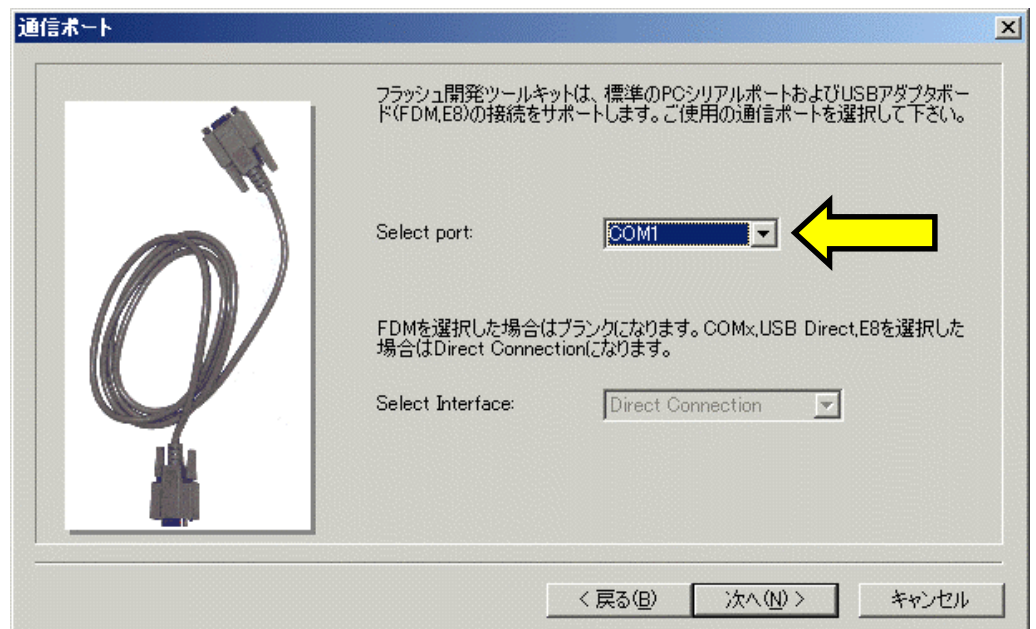 通信ポート
フラッシュ開発ツールキットは、標準のPCシリアルポートおよびUSBアダプタボー
ド(FDM,E8)の接続をサポートします。ご使用の通信ポートを選択して下さい。
Select port:
COM1
FDMを選択した場合はブランクになります。COMx,USB Direct,E8を選択した
場合はDirect Connectionになります。
Select Interface:
Direct Connection
< 戻る(B)
次へ(N) >
キャンセル